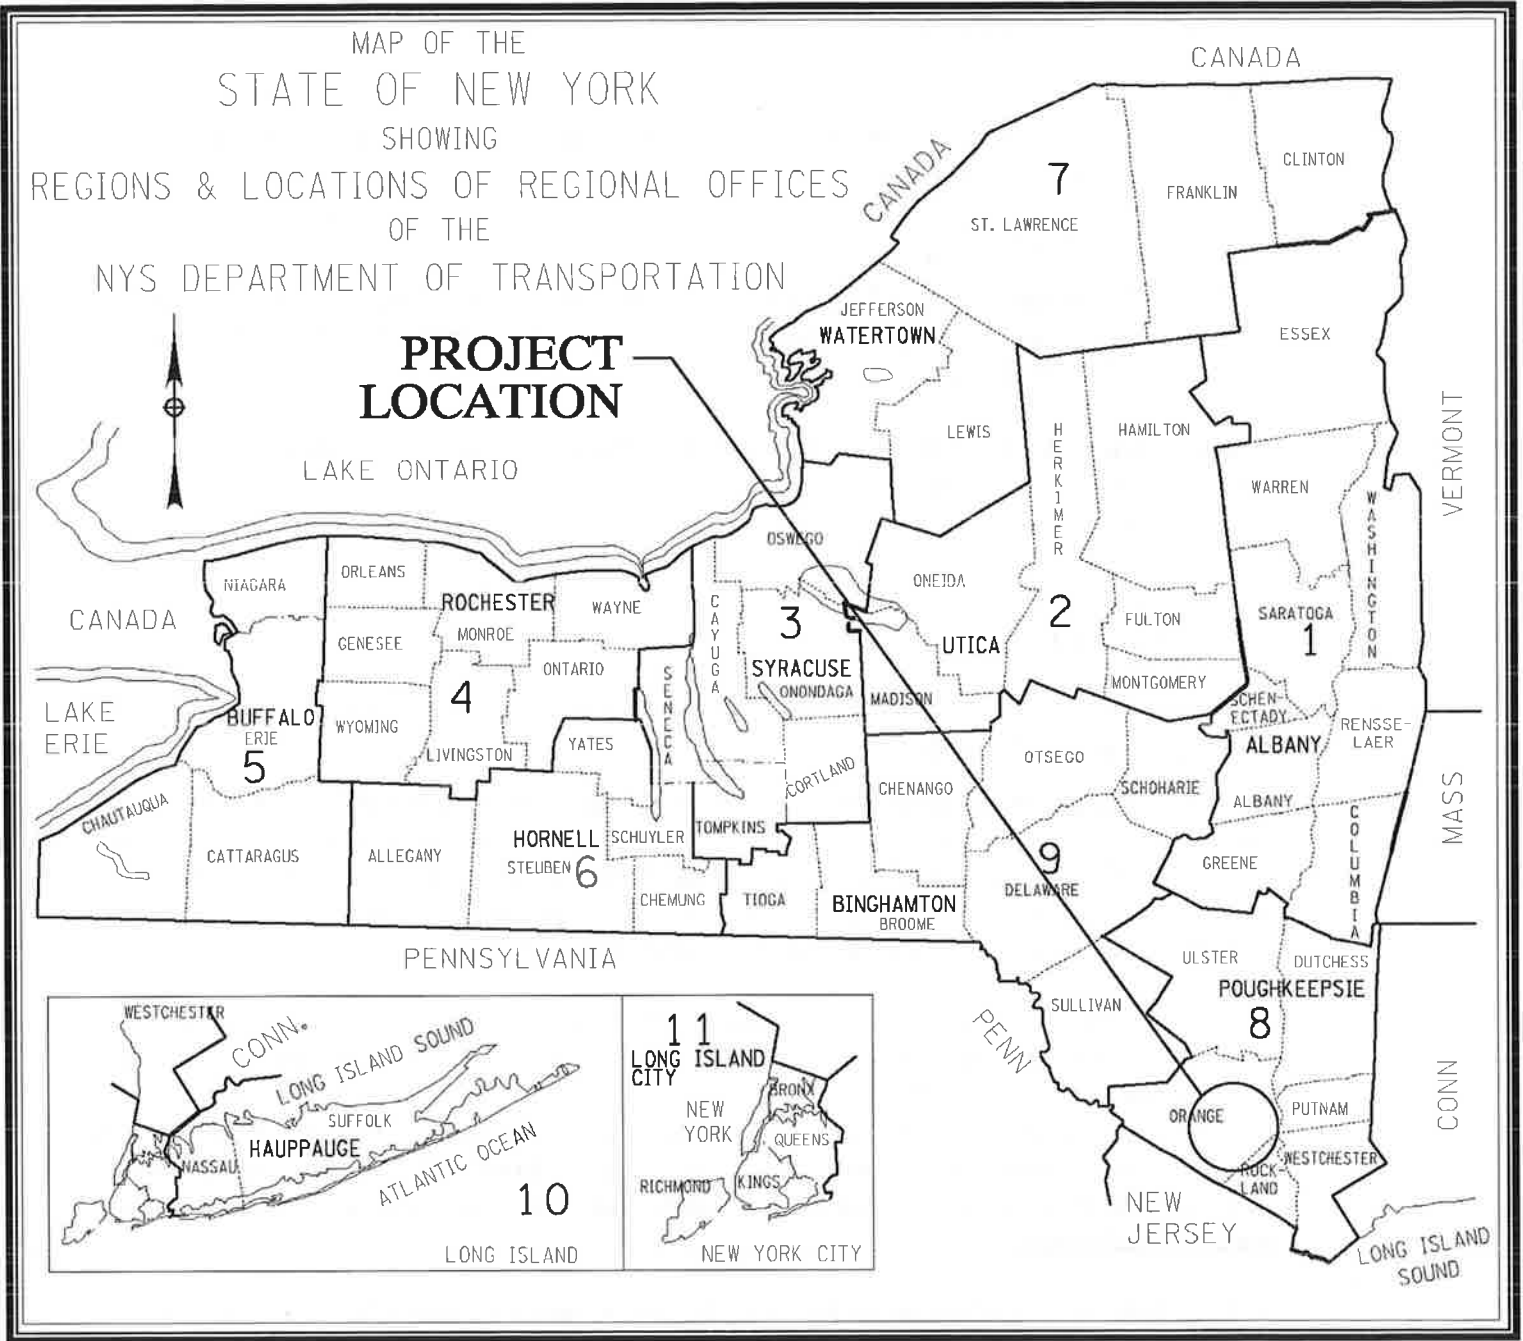 MAP OF THE
STATE OF NEW YORK
SHOWING
REGIONS & LOCATIONS OF REGIONAL OFFICES
OF THE
NYS DEPARTMENT OF TRANSPORTATION
PROJECT
LOCATION
CANADA
CANADA
7
ST. LAWRENCE
FRANKLIN
CLINTON
JEFFERSON
WATERTOWN
ESSEX
LEWIS
HERKIMER
HAMILTON
WARREN
WASHINGTON
VERMONT
LAKE ONTARIO
OSWEGO
ONEIDA
2
UTICA
FULTON
MONTGOMERY
SARATOGA
1
SCHEN-
ECTADY
RENSSE-
LAER
ALBANY
ALBANY
MASS
CANADA
NIAGARA
ORLEANS
ROCHESTER
MONROE
WAYNE
GENESEE
ONTARIO
4
WYOMING
LIVINGSTON
YATES
SENECA
CAYUGA
3
SYRACUSE
ONONDAGA
MADISON
LAKE
ERIE
BUFFALO
ERIE
5
CHAUTAUQUA
CATTARAGUS
ALLEGANY
HORNELL
STEUBEN 6
SCHUYLER
CHEMUNG
TOMPKINS
CORTLAND
TIOGA
CHENANGO
BINGHAMTON
BROOME
OTSEGO
SCHOHARIE
9
DELAWARE
GREENE
COLUMBIA
PENNSYLVANIA
PENN
SULLIVAN
ULSTER
DUTCHESS
POUGHKEEPSIE
8
ORANGE
PUTNAM
ROCK-
LAND
WESTCHESTER
CONN
NEW
JERSEY
LONG ISLAND
SOUND
WESTCHESTER
CONN.
LONG ISLAND SOUND
SUFFOLK
HAUPPAUGE
NASSAU
ATLANTIC OCEAN
10
LONG ISLAND
11
LONG ISLAND
CITY
BRONX
NEW
YORK
QUEENS
RICHMOND
KINGS
NEW YORK CITY